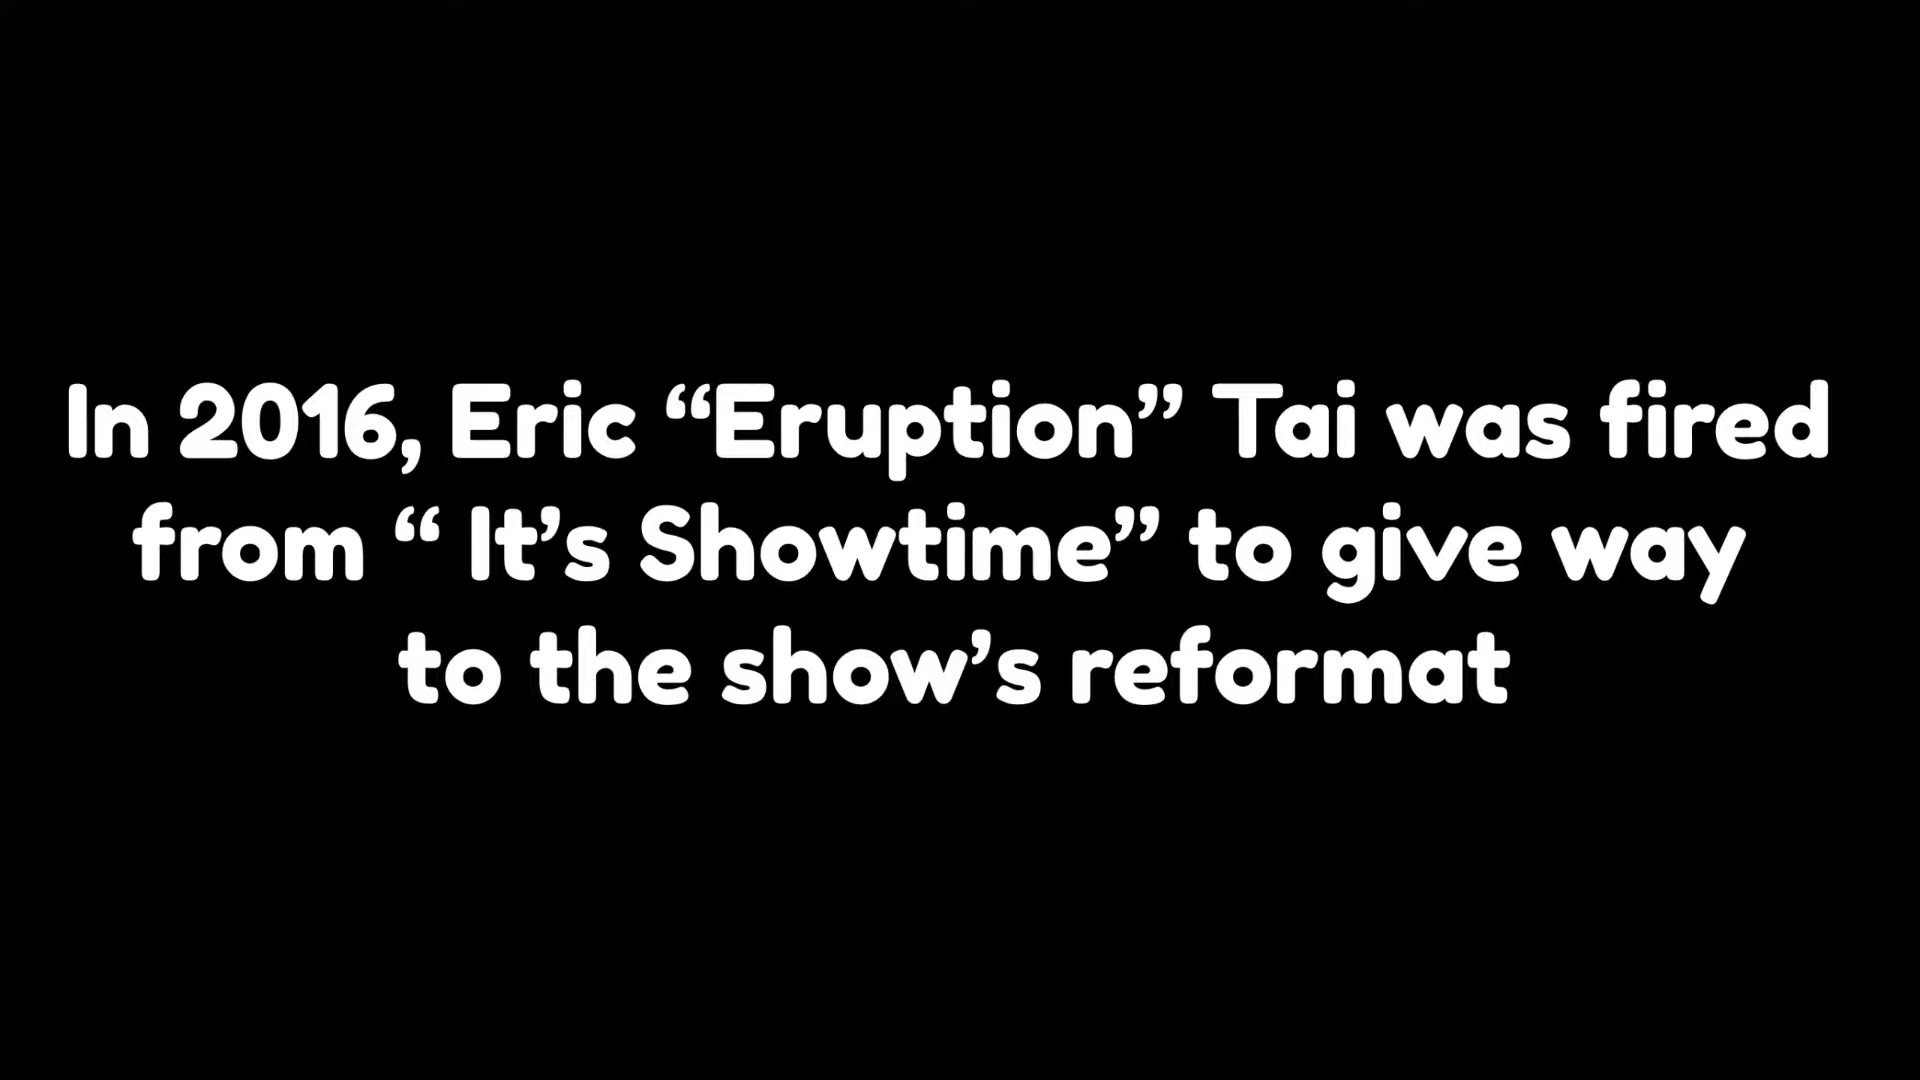 In 2016, Eric “Eruption” Tai was fired
from “ It’s Showtime” to give way
to the show’s reformat